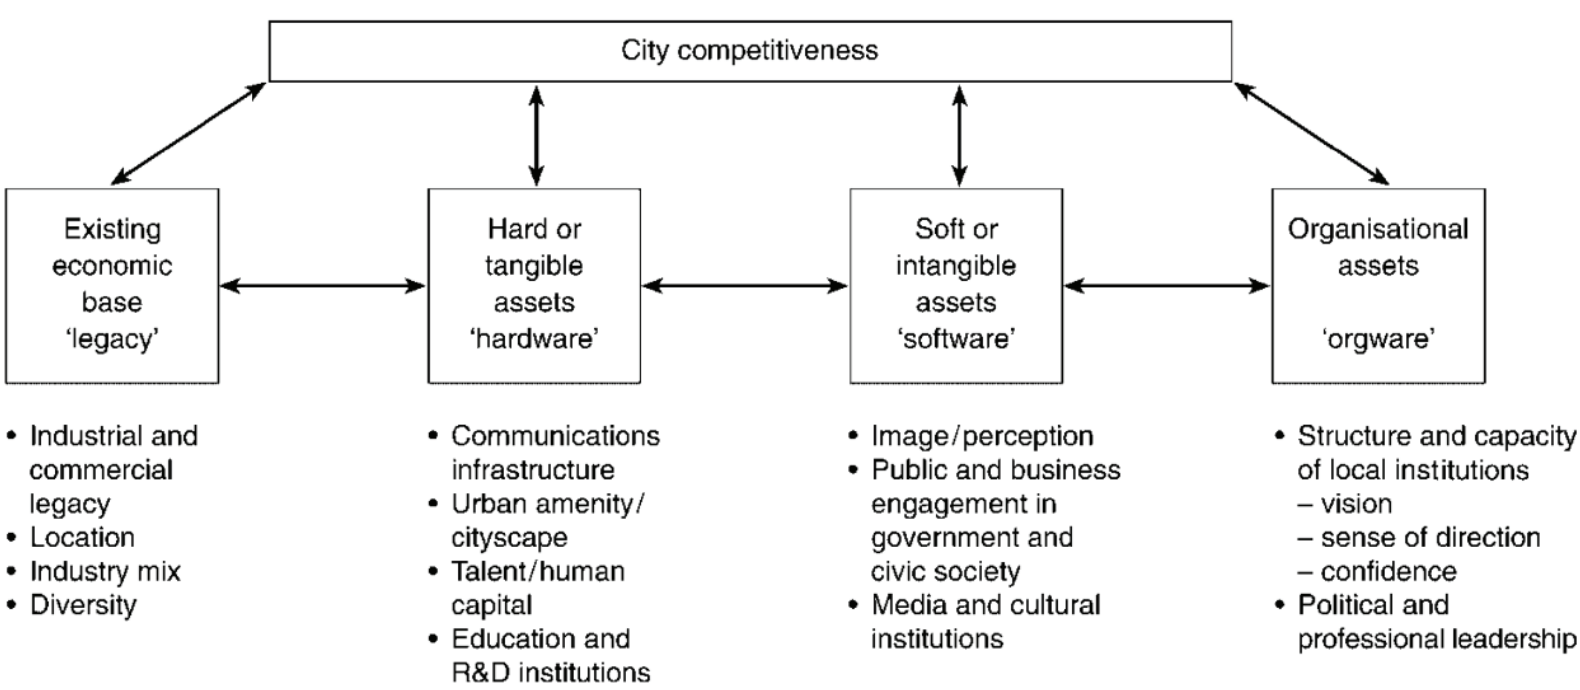 City competitiveness
Existing
economic
base
‘legacy’
Hard or
tangible
assets
‘hardware’
Soft or
intangible
assets
‘software’
Organisational
assets
‘orgware’
• Industrial and
commercial
legacy
• Location
• Industry mix
• Diversity
• Communications
infrastructure
• Urban amenity/
cityscape
• Talent/human
capital
• Education and
R&D institutions
• Image/perception
• Public and business
engagement in
government and
civic society
• Media and cultural
institutions
• Structure and capacity
of local institutions
– vision
– sense of direction
– confidence
• Political and
professional leadership